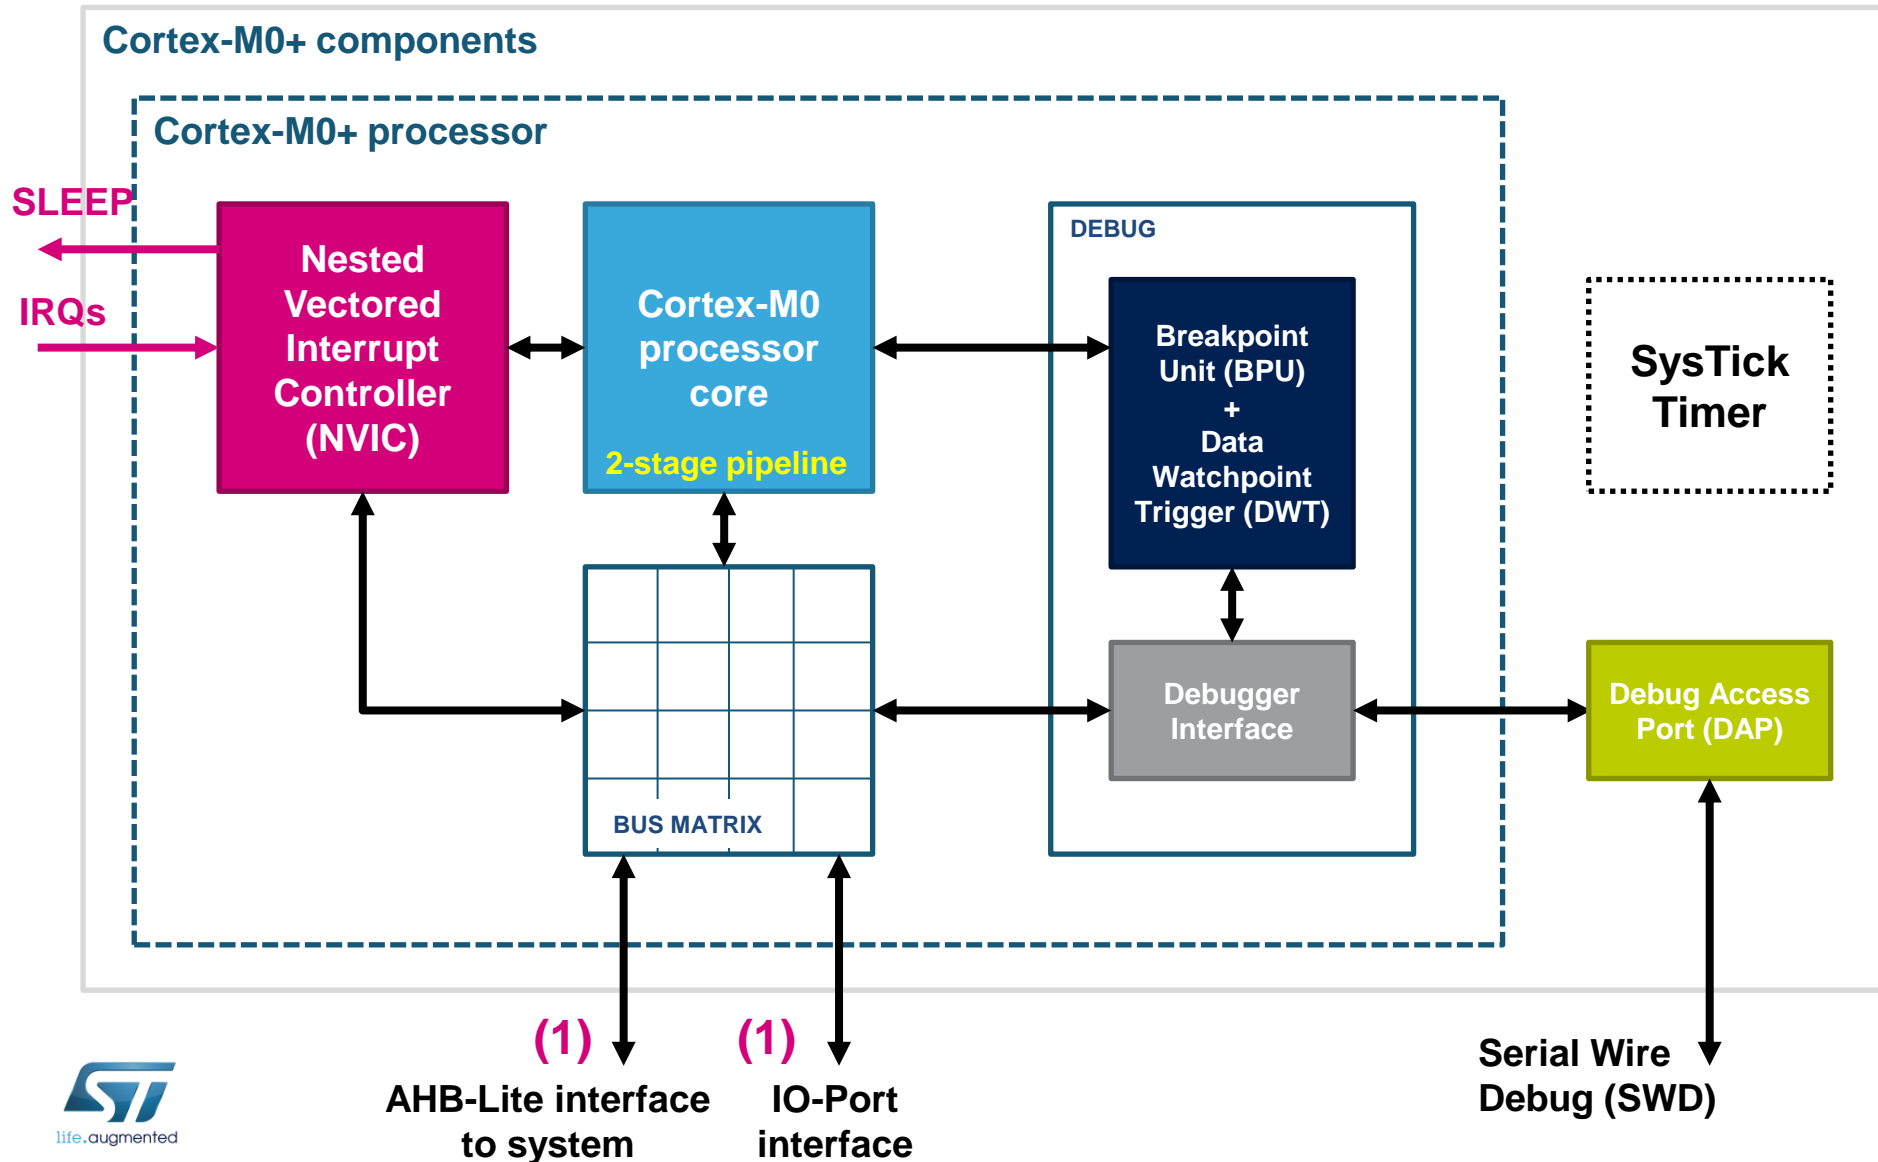 Cortex-M0+ components
Cortex-M0+ processor
SLEEP
IRQs
Nested
Vectored
Interrupt
Controller
(NVIC)
Cortex-M0
processor
core
2-stage pipeline
DEBUG
Breakpoint
Unit (BPU)
+
Data
Watchpoint
Trigger (DWT)
SysTick
Timer
BUS MATRIX
Debugger
Interface
Debug Access
Port (DAP)
(1)
AHB-Lite interface
to system
(1)
IO-Port
interface
Serial Wire
Debug (SWD)
ST
life.augmented